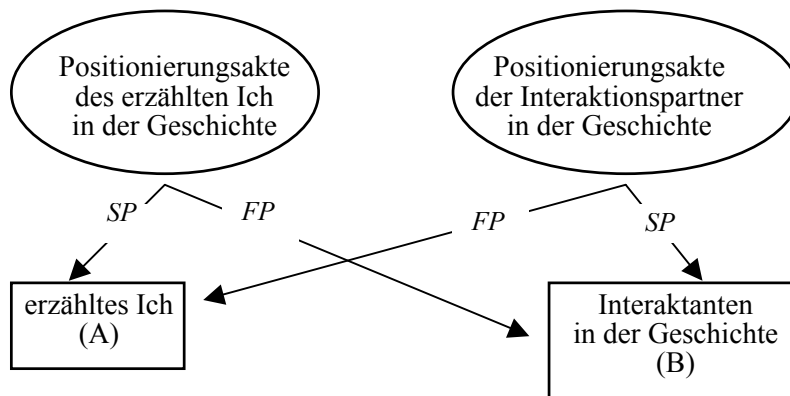 Positionierungsakte
des erzählten Ich
in der Geschichte
Positionierungsakte
der Interaktionspartner
in der Geschichte
SP
FP
FP
SP
erzähltes Ich
(A)
Interaktanten
in der Geschichte
(B)